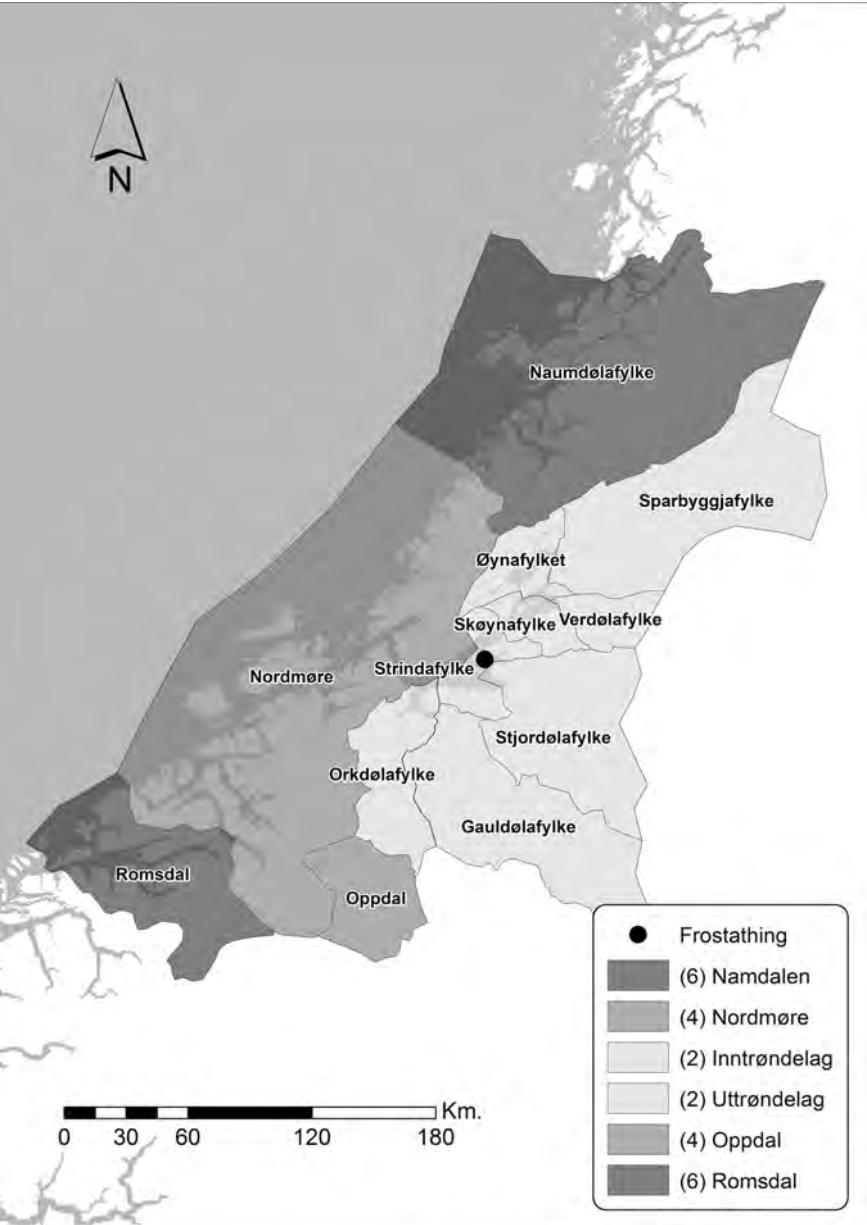 N
Naumdølafylke
Sparbyggjafylke
Øynafylket
Skøynafylke
Verdølafylke
Strindafylke
Nordmøre
Stjordølafylke
Orkdølafylke
Gauldølafylke
Romsdal
Oppdal
Frostathing
(6) Namdalen
(4) Nordmøre
(2) Inntrøndelag
(2) Uttrøndelag
(4) Oppdal
(6) Romsdal
Km.
0 30 60 120 180